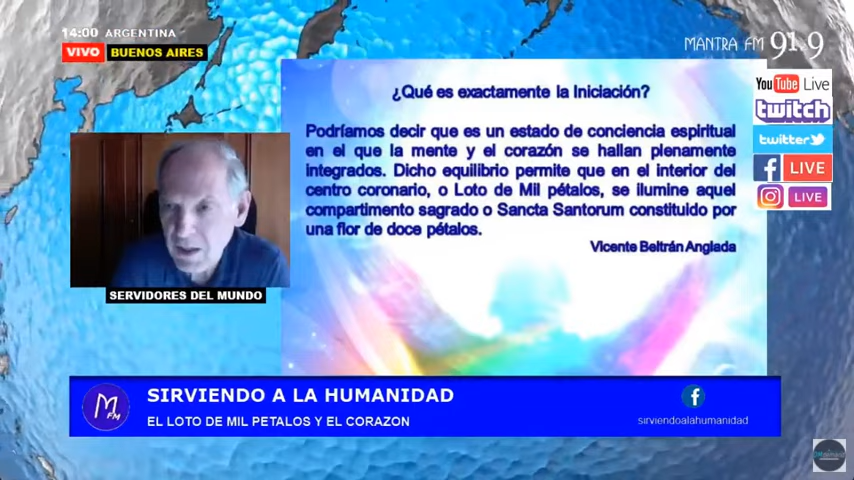 14:00 ARGENTINA
VIVO BUENOS AIRES
MANTRA FM 91.9
YouTube Live
twitch
twitter
LIVE
LIVE
¿Qué es exactamente la Iniciación?
Podríamos decir que es un estado de conciencia espiritual
en el que la mente y el corazón se hallan plenamente
integrados. Dicho equilibrio permite que en el interior del
centro coronario, o Loto de Mil pétalos, se ilumine aquel
compartimento sagrado o Sancta Santorum constituido por
una flor de doce pétalos.
Vicente Beltrán Anglada
SERVIDORES DEL MUNDO
M FM
SIRVIENDO A LA HUMANIDAD
EL LOTO DE MIL PETALOS Y EL CORAZON
sirviendoalahumanidad